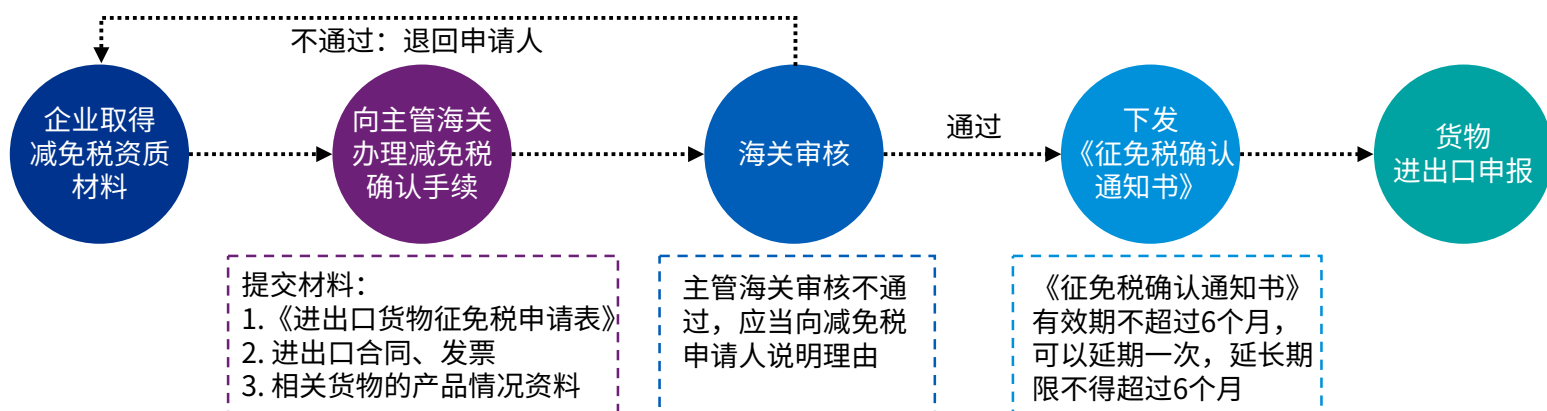 不通过：退回申请人
企业取得
减免税资质
材料
向主管海关
办理减免税
确认手续
海关审核
通过
下发
《征免税确认
通知书》
货物
进出口申报
提交材料：
1.《进出口货物征免税申请表》
2. 进出口合同、发票
3. 相关货物的产品情况资料
主管海关审核不通
过，应当向减免税
申请人说明理由
《征免税确认通知书》
有效期不超过6个月，
可以延期一次，延长期
限不得超过6个月